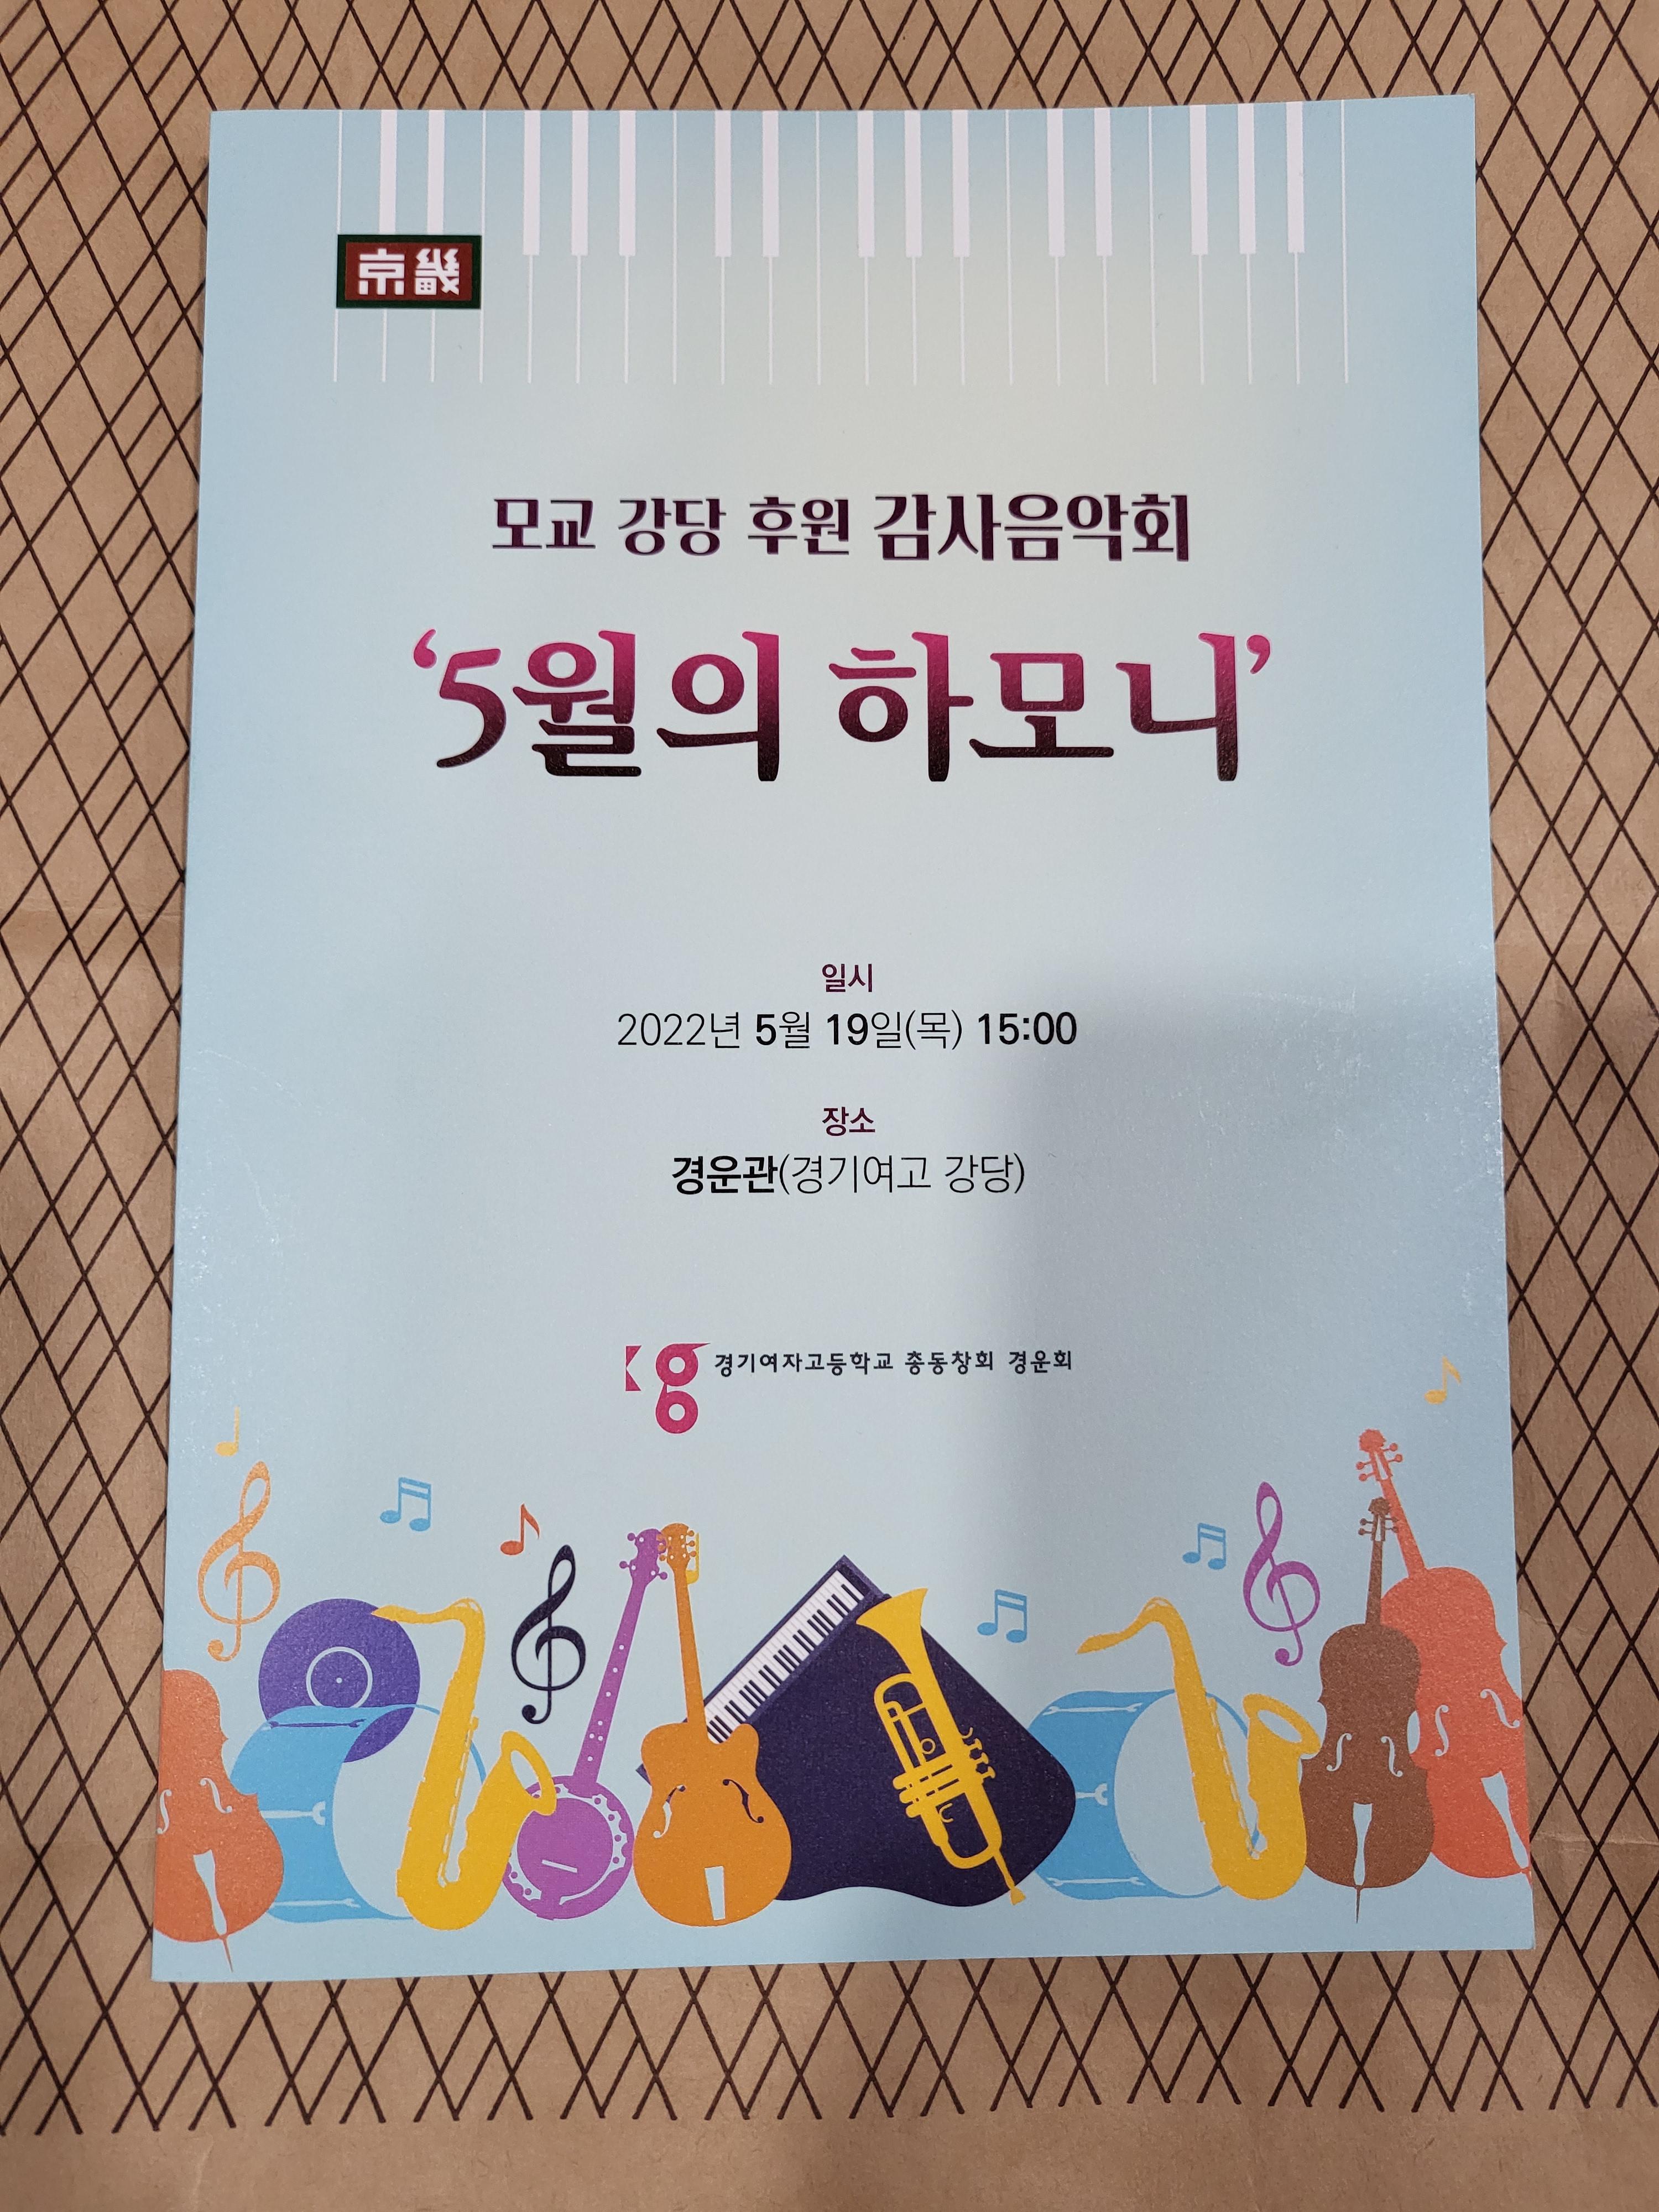 京畿
모교 강당 후원 감사음악회
‘5월의 하모니’
일시
2022년 5월 19일(목) 15:00
장소
경운관(경기여고 강당)
kg 경기여자고등학교 총동창회 경운회